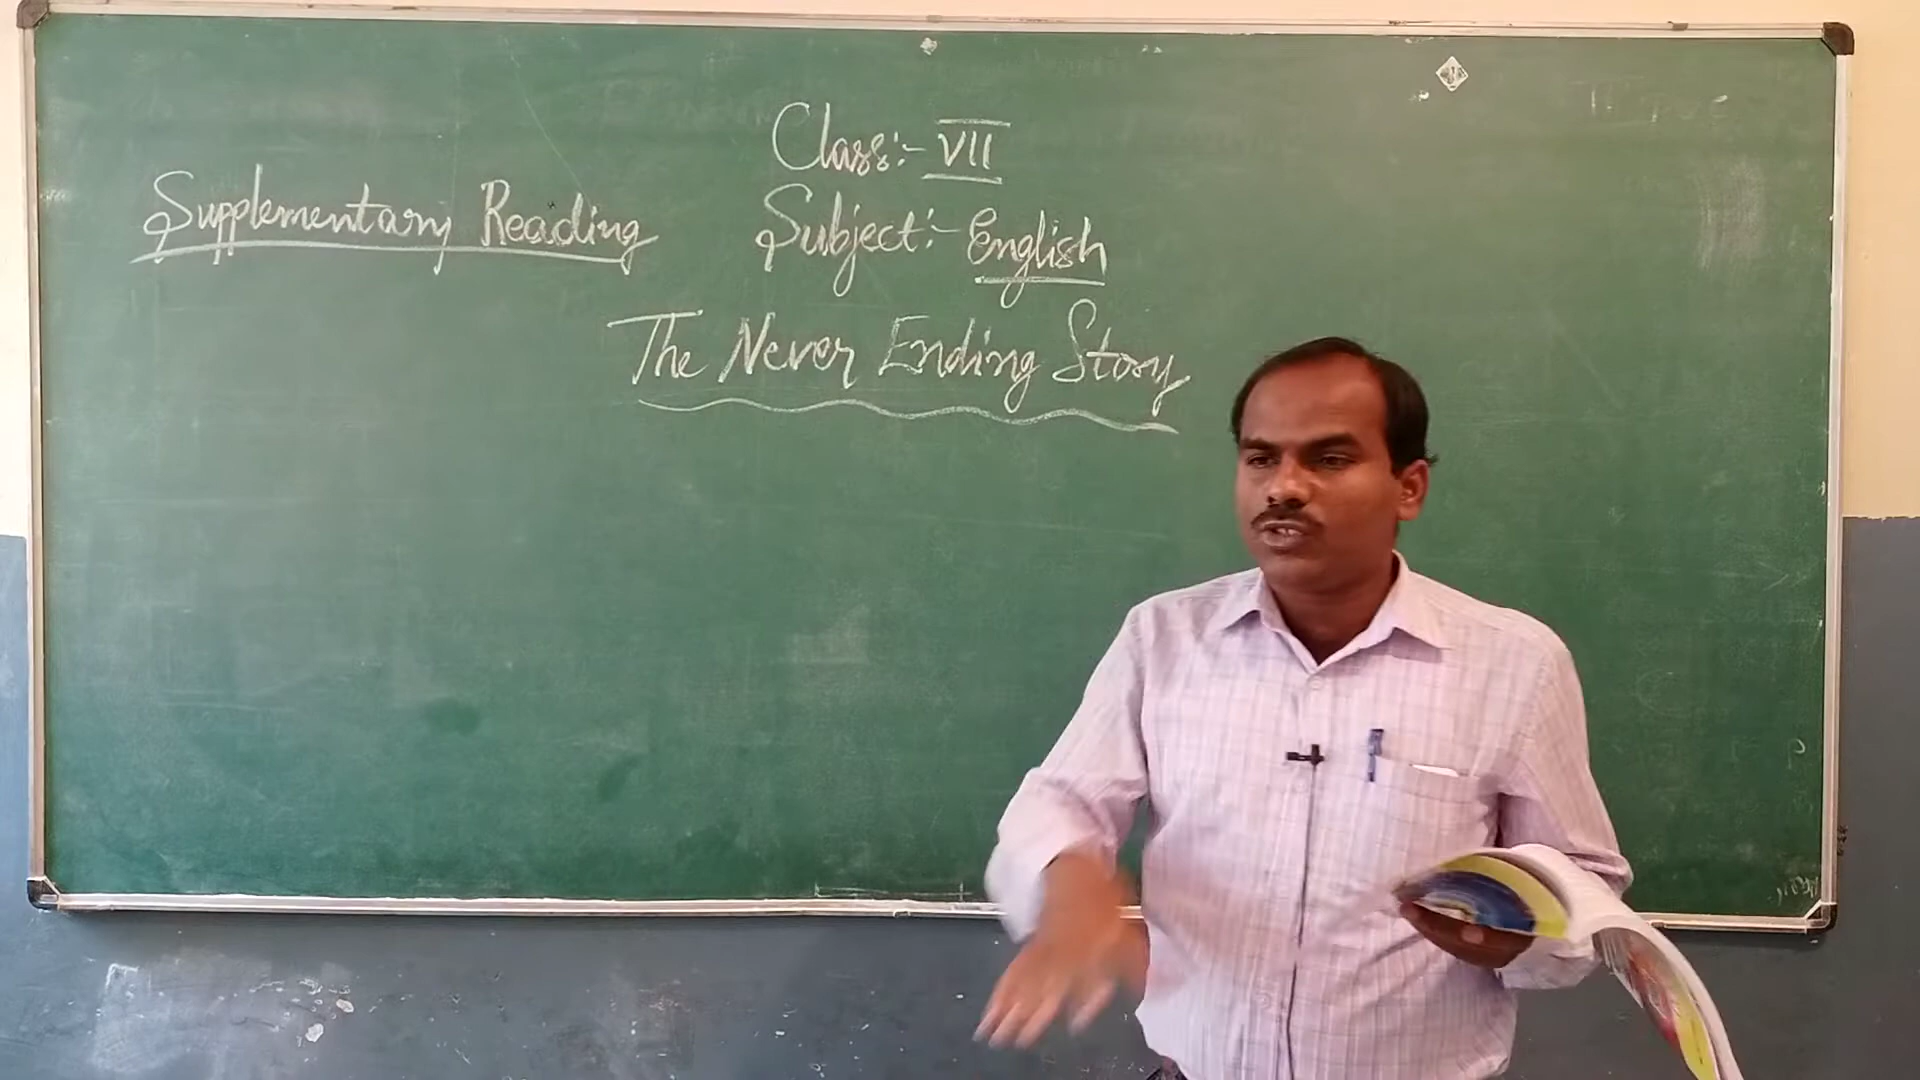 Class:- VII
Supplementary Reading
Subject:- English
The Never Ending Story